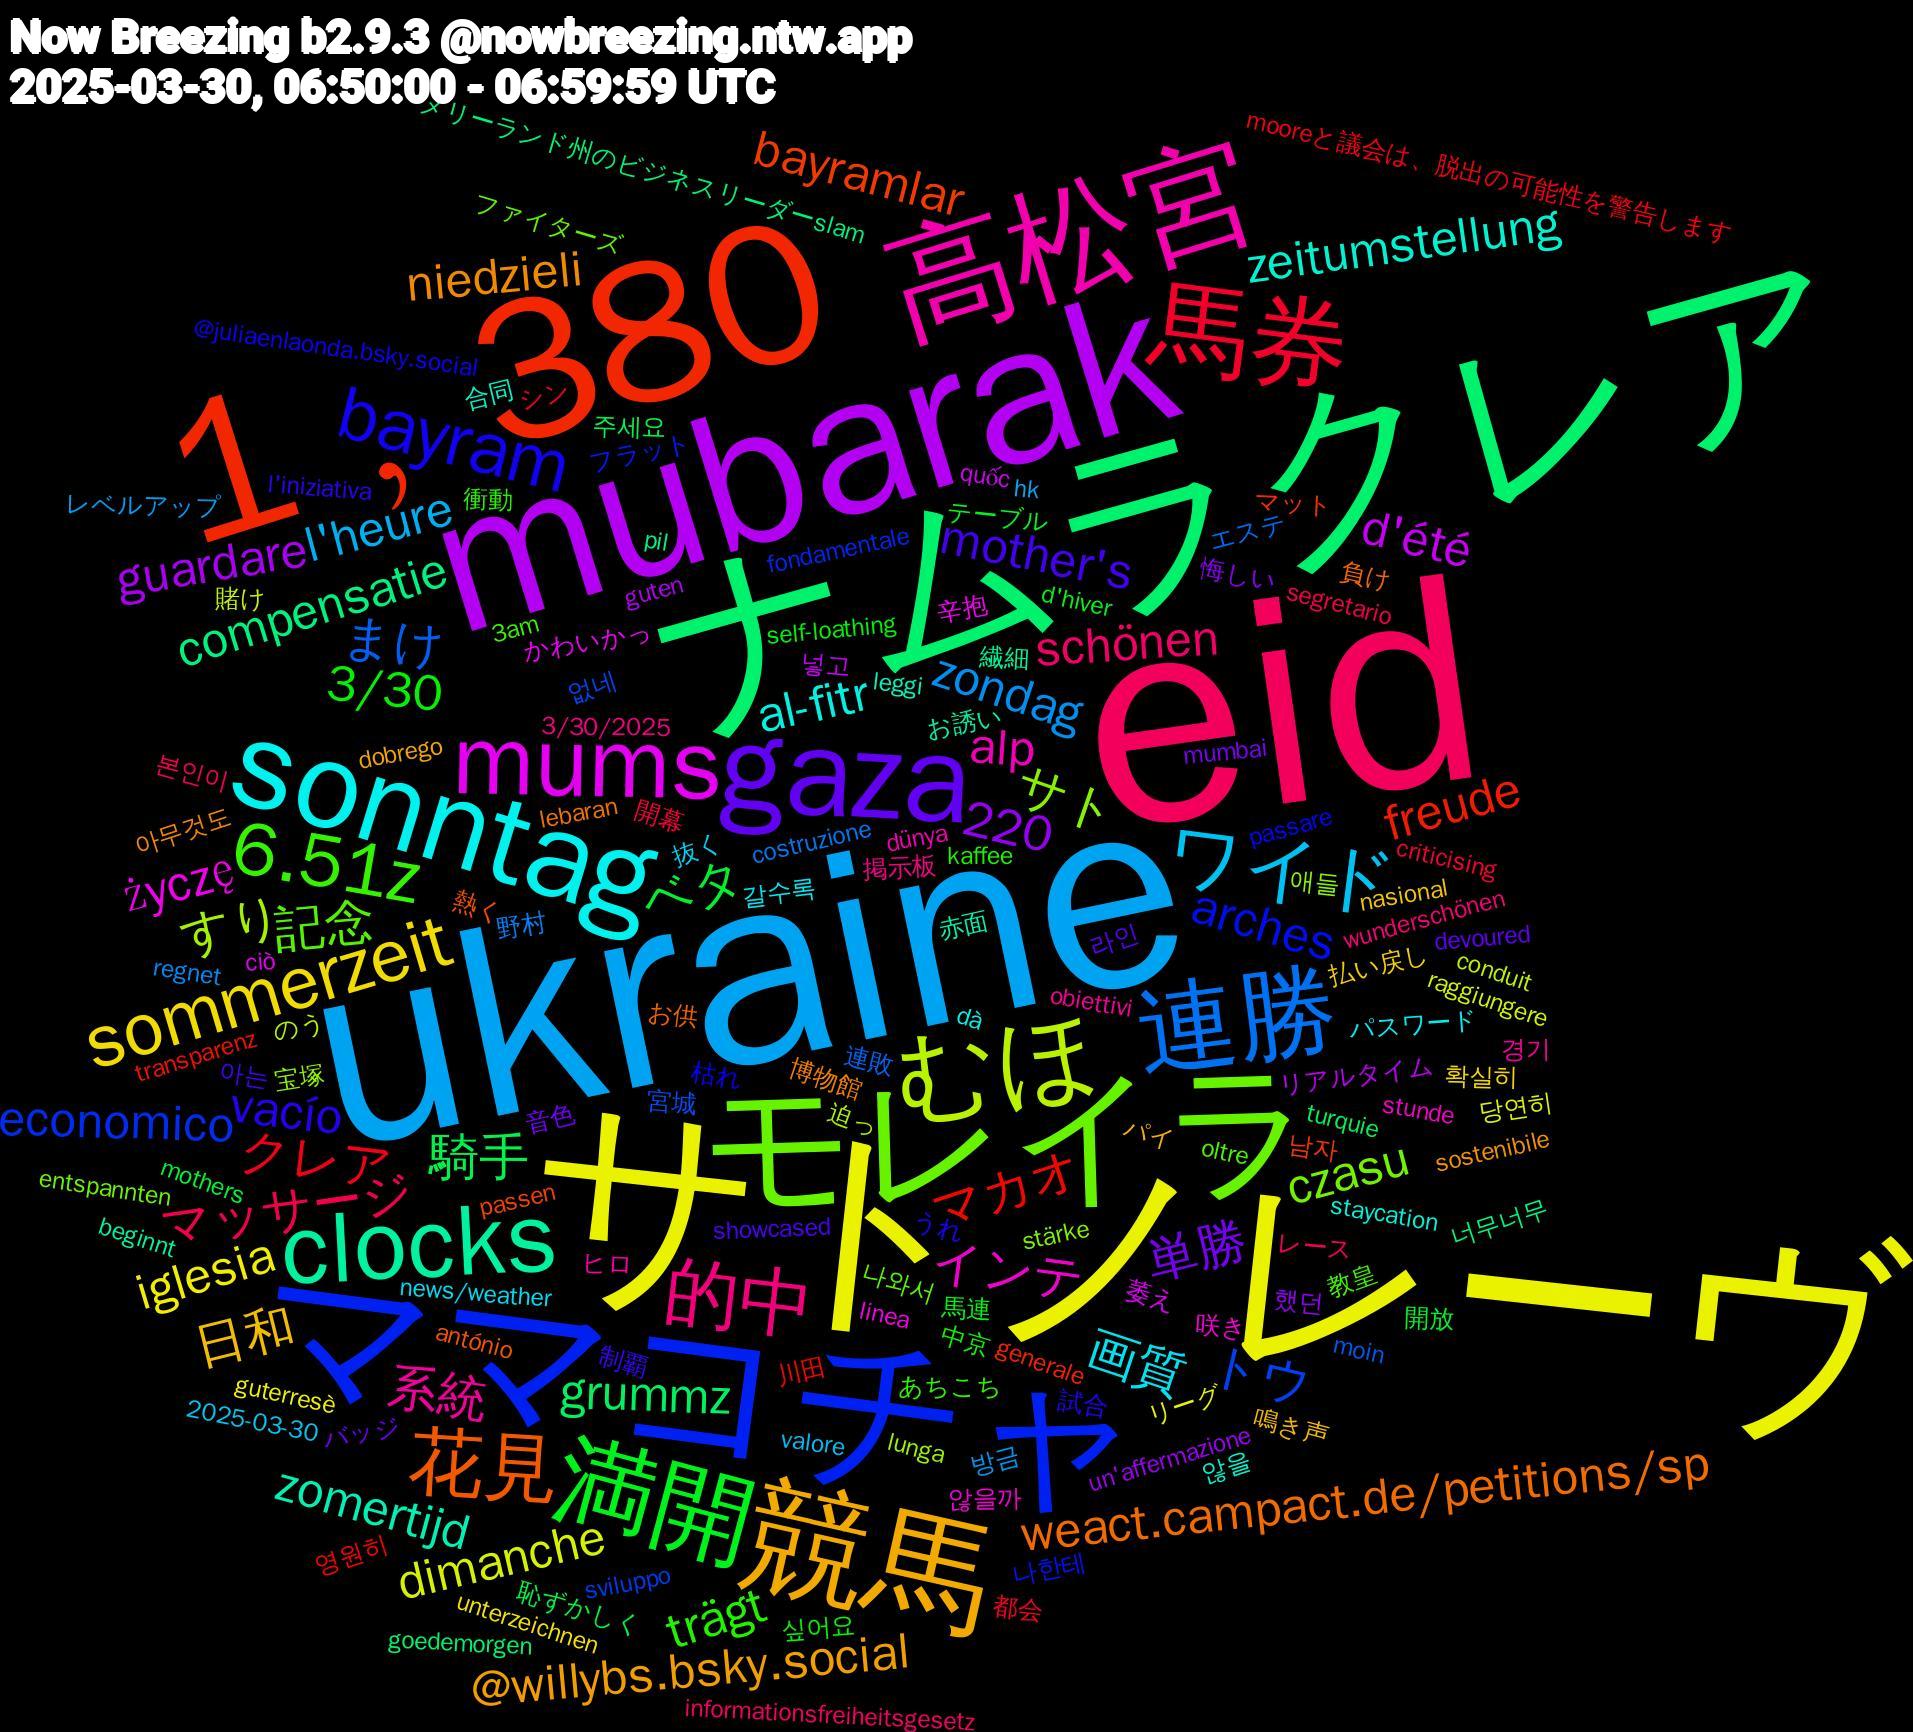 Now Breezing b2.9.3 @nowbreezing.ntw.app
2025-03-30, 06:50:00 - 06:59:59 UTC
メリーランド州のビジネスリーダーslam
mooreと議会は、脱出の可能性を警告します
bayramlar
高松宮
ファイターズ
niedzieli
1，380
zeitumstellung
ナムラクレア
馬券
@juliaenlaonda.bsky.social
合同
シン
mubarak
bayram
주세요
フラット
quốc
hk
テーブル
マット
l'iniziativa
衝動
レベルアップ
l'heure
d'été
エステ
guardare
pil
fondamentale
mother's
悔しい
負け
compensatie
guten
辛抱
d'hiver
segretario
賭け
3am
self-loathing
まけ
かわいかっ
schönen
繊細
eid
3/30
넣고
zondag
없네
al-fitr
leggi
お誘い
alp
mumbai
3/30/2025
dobrego
본인이
sonntag
mums
gaza
サト
freude
lebaran
開幕
아무것도
costruzione
dünya
passare
220
6.51z
ukraine
ワイド
criticising
życzę
抜く
掲示板
kaffee
べタ
갈수록
애들
熱く
nasional
すり
記念
野村
赤面
wunderschönen
sommerzeit
라인
devoured
arches
ciò
regnet
連勝
払い戻し
conduit
raggiungere
obiettivi
むほ
dà
パスワード
のう
お供
transparenz
博物館
連敗
경기
宝塚
아는
枯れ
リアルタイム
확실히
vacío
音色
宮城
モレイラ
stunde
당연히
economico
迫っ
クレア
騎手
サトノレーヴ
turquie
パイ
남자
sostenibile
mothers
oltre
czasu
マッサージ
マカオ
entspannten
passen
너무너무
clocks
うれ
staycation
beginnt
showcased
単勝
stärke
iglesia
ヒロ
的中
インテ
レース
news/weather
나와서
教皇
ママコチャ
馬連
萎え
했던
linea
咲き
開放
日和
antónio
中京
トウ
moin
制覇
川田
generale
画質
系統
あちこち
guterresè
grummz
リーグ
2025-03-30
バッジ
試合
鳴き声
花見
lunga
valore
un'affermazione
방금
満開
競馬
않을까
않을
zomertijd
weact.campact.de/petitions/sp
영원히
dimanche
sviluppo
나한테
恥ずかしく
trägt
都会
unterzeichnen
싶어요
goedemorgen
@willybs.bsky.social
informationsfreiheitsgesetz